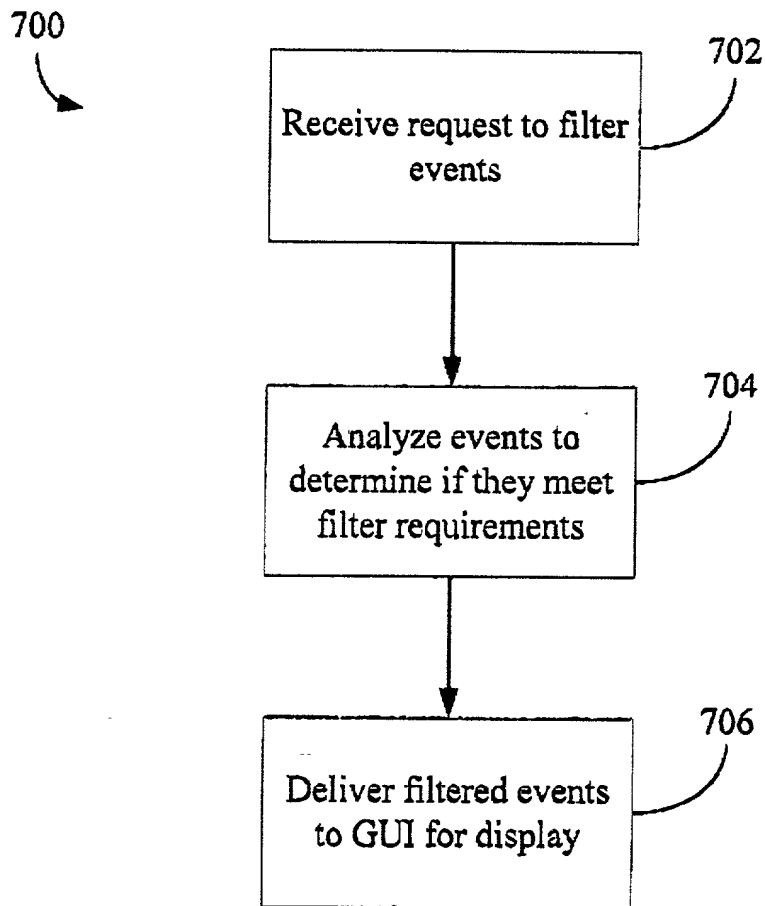 700
702
Receive request to filter
events
704
Analyze events to
determine if they meet
filter requirements
706
Deliver filtered events
to GUI for display